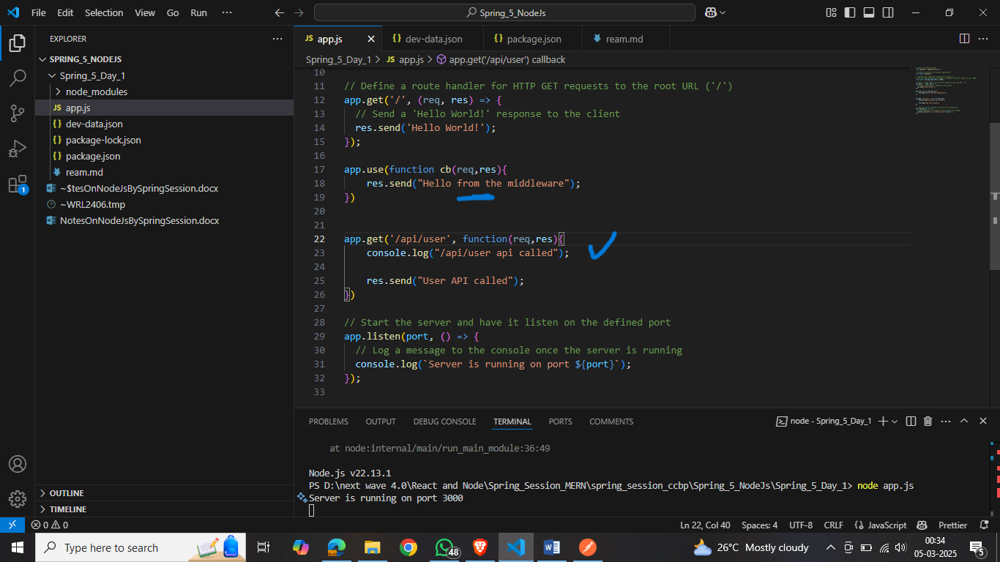 File Edit Selection View Go Run ···
Spring_5_NodeJs
EXPLORER ···
SPRING_5_NODEJS
Spring_5_Day_1
node_modules
JS app.js
{} dev-data.json
{} package-lock.json
{} package.json
ream.md
~$tesOnNodeJsBySpringSession.docx
~WRL2406.tmp
NotesOnNodeJsBySpringSession.docx
OUTLINE
TIMELINE
1
JS app.js
{} dev-data.json
{} package.json
ream.md
Spring_5_Day_1 > JS app.js > app.get('/api/user') callback
10
11 // Define a route handler for HTTP GET requests to the root URL ('/')
12 app.get('/', (req, res) => {
13 // Send a 'Hello World!' response to the client
14 res.send('Hello World!');
15 });
16
17 app.use(function cb(req,res){
18 res.send("Hello from the middleware");
19 })
20
21
22 app.get('/api/user', function(req,res){
23 console.log("/api/user api called");
24
25 res.send("User API called");
26 })
27
28 // Start the server and have it listen on the defined port
29 app.listen(port, () => {
30 // Log a message to the console once the server is running
31 console.log(`Server is running on port ${port}`);
32 });
33
PROBLEMS OUTPUT DEBUG CONSOLE TERMINAL PORTS COMMENTS
node - Spring_5_Day_1
at node:internal/main/run_main_module:36:49
Node.js v22.13.1
PS D:\next wave 4.0\React and Node\Spring_Session_MERN\spring_session_ccbp\Spring_5_NodeJs\Spring_5_Day_1> node app.js
Server is running on port 3000
0 0
Ln 22, Col 40 Spaces: 4 UTF-8 CRLF {} JavaScript Prettier
Type here to search
48
26°C Mostly cloudy
00:34
05-03-2025
5